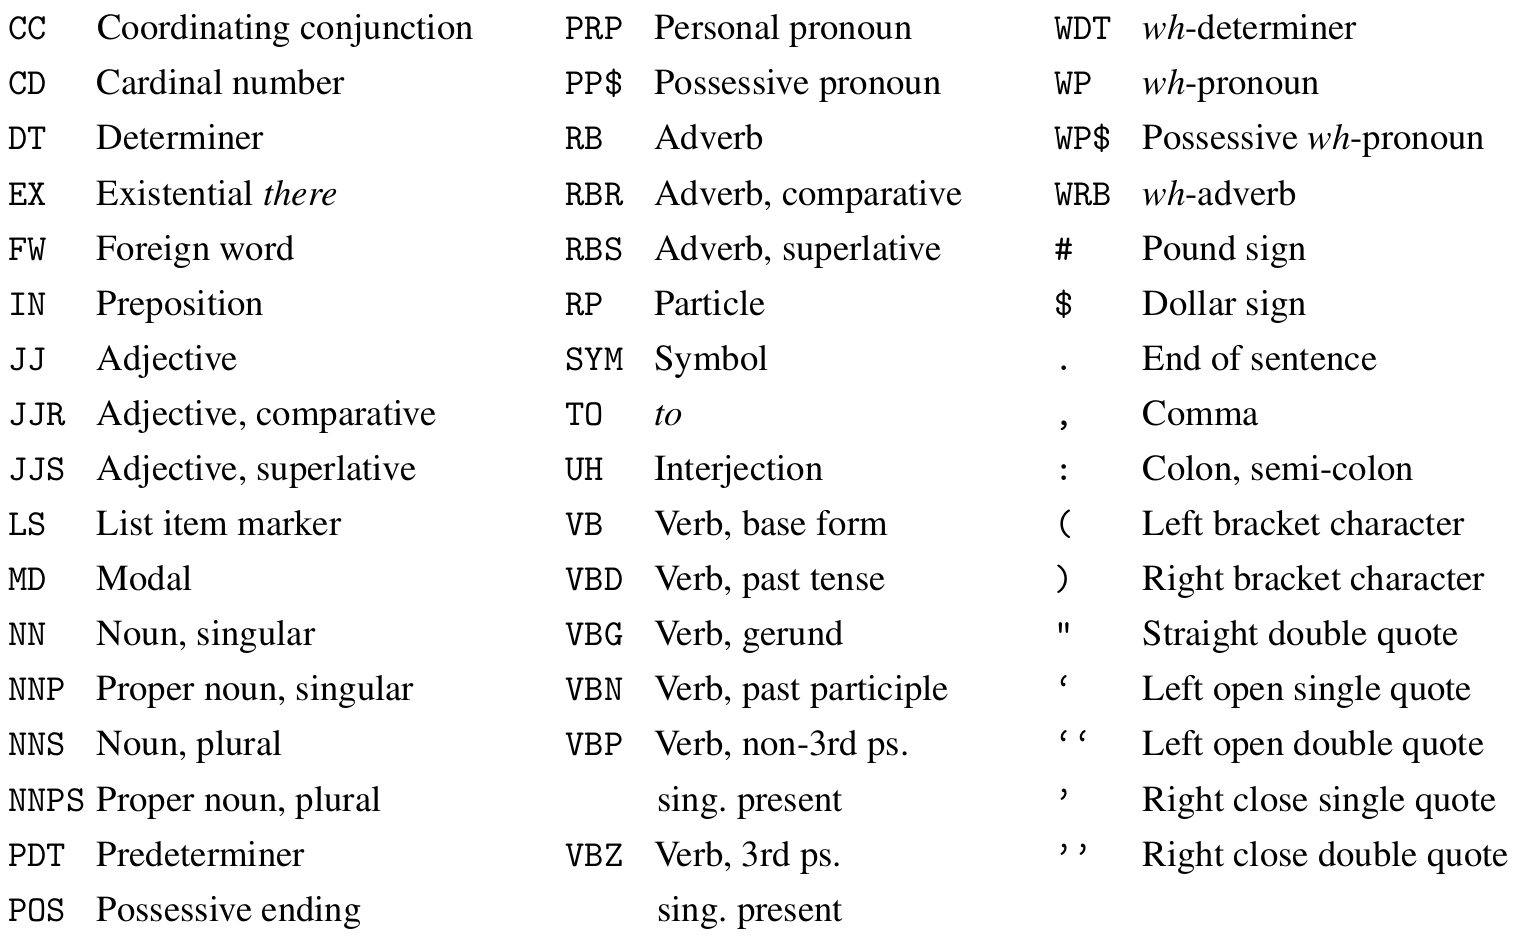 CC Coordinating conjunction
CD Cardinal number
DT Determiner
EX Existential there
FW Foreign word
IN Preposition
JJ Adjective
JJR Adjective, comparative
JJS Adjective, superlative
LS List item marker
MD Modal
NN Noun, singular
NNP Proper noun, singular
NNS Noun, plural
NNPS Proper noun, plural
PDT Predeterminer
POS Possessive ending
PRP Personal pronoun
PP$ Possessive pronoun
RB Adverb
RBR Adverb, comparative
RBS Adverb, superlative
RP Particle
SYM Symbol
TO to
UH Interjection
VB Verb, base form
VBD Verb, past tense
VBG Verb, gerund
VBN Verb, past participle
VBP Verb, non-3rd ps.
sing. present
VBZ Verb, 3rd ps.
sing. present
WDT wh-determiner
WP wh-pronoun
WP$ Possessive wh-pronoun
WRB wh-adverb
# Pound sign
$ Dollar sign
. End of sentence
, Comma
: Colon, semi-colon
( Left bracket character
) Right bracket character
" Straight double quote
‘ Left open single quote
‘‘ Left open double quote
’ Right close single quote
’’ Right close double quote